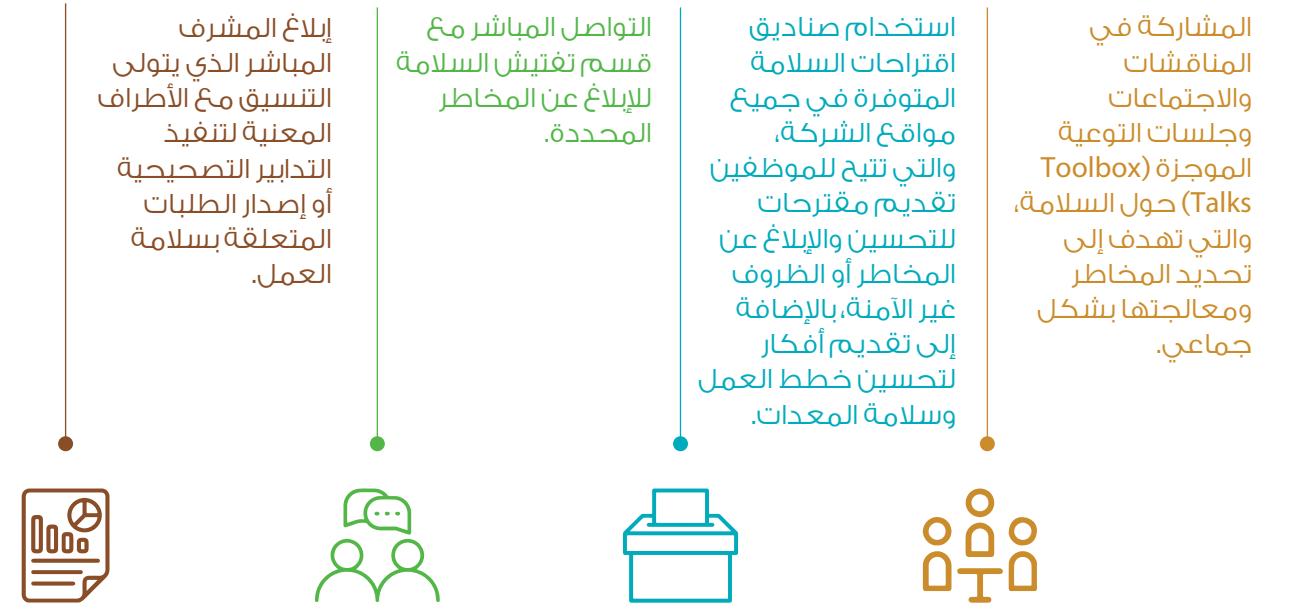 المشاركة في
المناقشات
والاجتماعات
وجلسات التوعية
الموجزة (Toolbox
Talks) حول السلامة،
والتي تهدف إلى
تحديد المخاطر
ومعالجتها بشكل
جماعي.
استخدام صناديق
اقتراحات السلامة
المتوفرة في جميع
مواقع الشركة،
والتي تتيح للموظفين
تقديم مقترحات
للتحسين والإبلاغ عن
المخاطر أو الظروف
غير الآمنة، بالإضافة
إلى تقديم أفكار
لتحسين خطط العمل
وسلامة المعدات.
التواصل المباشر مع
قسم تفتيش السلامة
للإبلاغ عن المخاطر
المحددة.
إبلاغ المشرف
المباشر الذي يتولى
التنسيق مع الأطراف
المعنية لتنفيذ
التدابير التصحيحية
أو إصدار الطلبات
المتعلقة بسلامة
العمل.